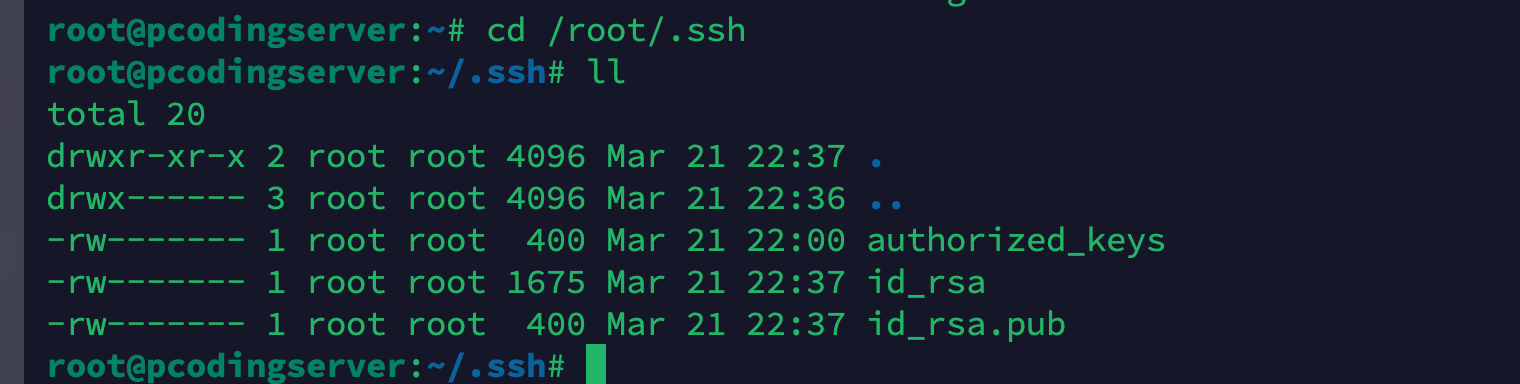 root@pcodingserver:~# cd /root/.ssh
root@pcodingserver:~/.ssh# ll
total 20
drwxr-xr-x 2 root root 4096 Mar 21 22:37 .
drwx------ 3 root root 4096 Mar 21 22:36 ..
-rw------- 1 root root  400 Mar 21 22:00 authorized_keys
-rw------- 1 root root 1675 Mar 21 22:37 id_rsa
-rw------- 1 root root  400 Mar 21 22:37 id_rsa.pub
root@pcodingserver:~/.ssh#